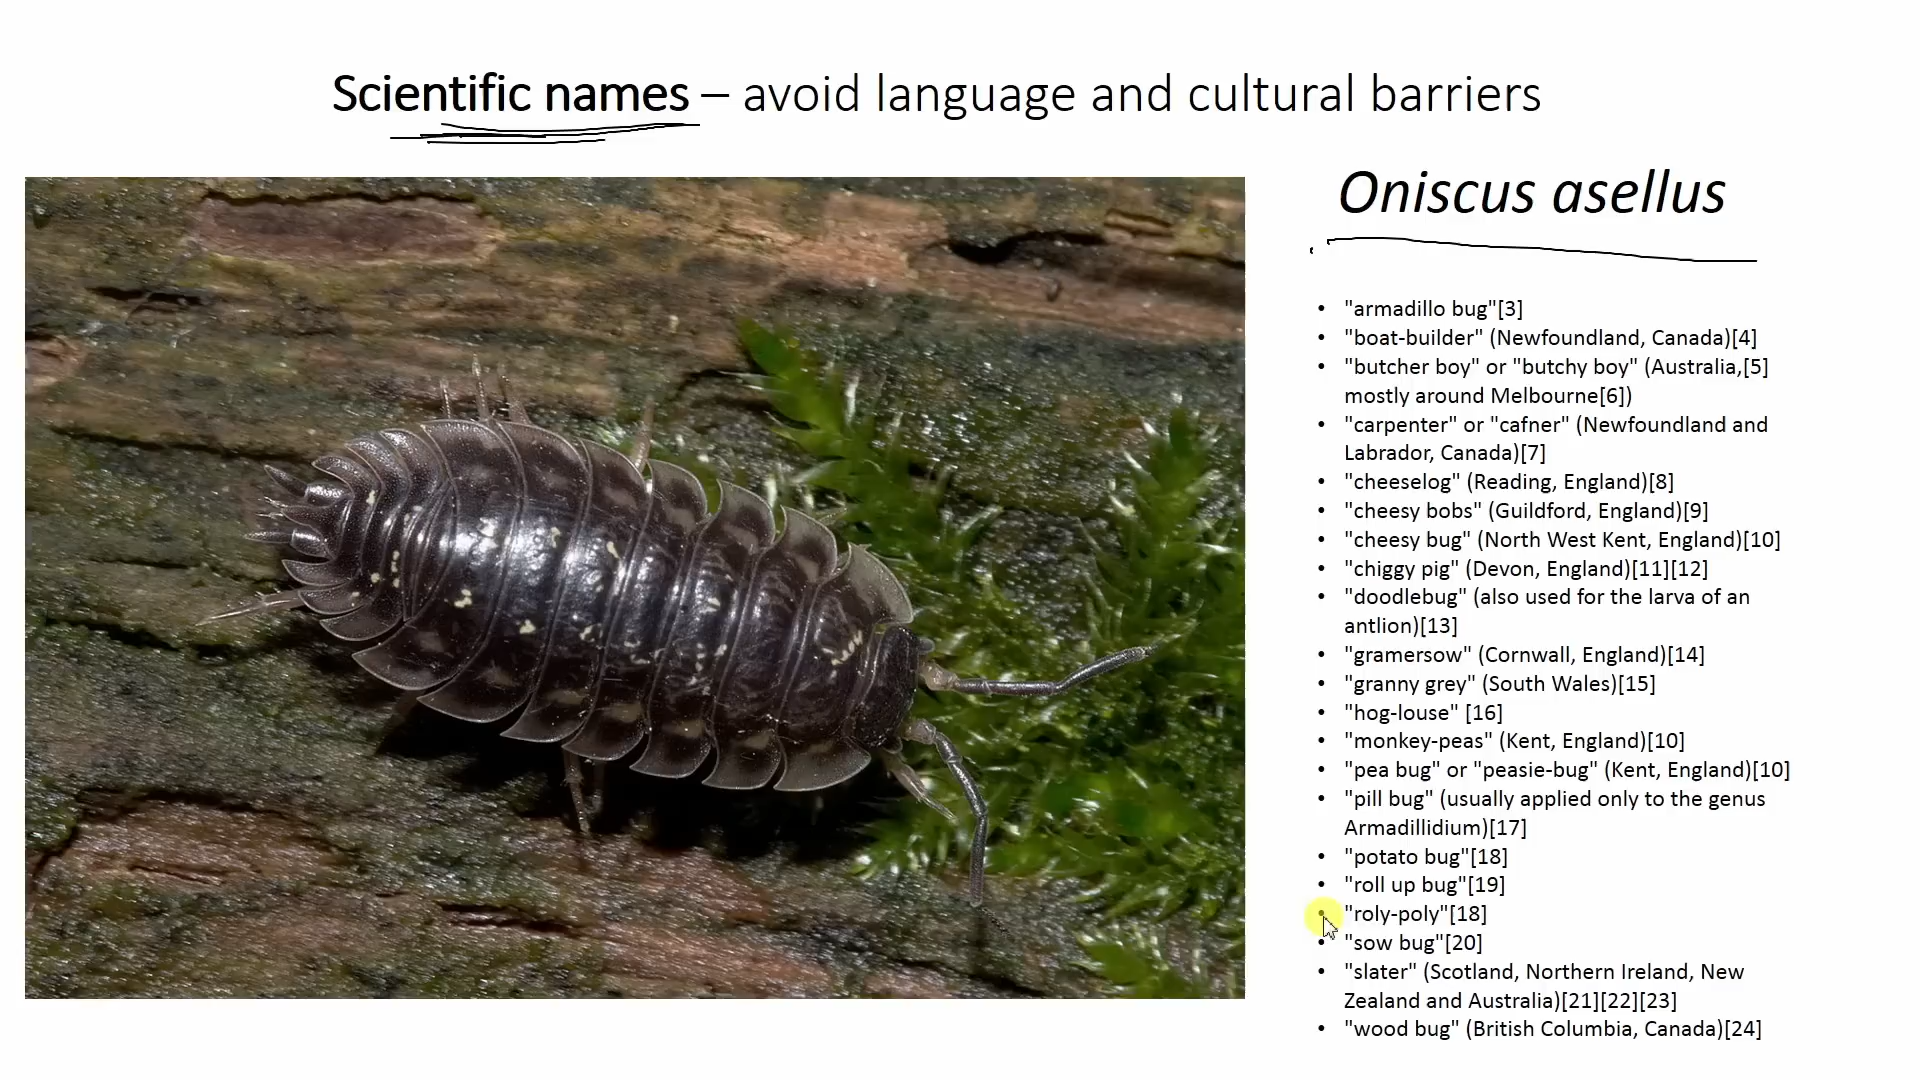 Scientific names – avoid language and cultural barriers
Oniscus asellus
• "armadillo bug"[3]
• "boat-builder" (Newfoundland, Canada)[4]
• "butcher boy" or "butchy boy" (Australia,[5]
mostly around Melbourne[6])
• "carpenter" or "cafner" (Newfoundland and
Labrador, Canada)[7]
• "cheeselog" (Reading, England)[8]
• "cheesy bobs" (Guildford, England)[9]
• "cheesy bug" (North West Kent, England)[10]
• "chiggy pig" (Devon, England)[11][12]
• "doodlebug" (also used for the larva of an
antlion)[13]
• "gramersow" (Cornwall, England)[14]
• "granny grey" (South Wales)[15]
• "hog-louse" [16]
• "monkey-peas" (Kent, England)[10]
• "pea bug" or "peasie-bug" (Kent, England)[10]
• "pill bug" (usually applied only to the genus
Armadillidium)[17]
• "potato bug"[18]
• "roll up bug"[19]
• "roly-poly"[18]
• "sow bug"[20]
• "slater" (Scotland, Northern Ireland, New
Zealand and Australia)[21][22][23]
• "wood bug" (British Columbia, Canada)[24]